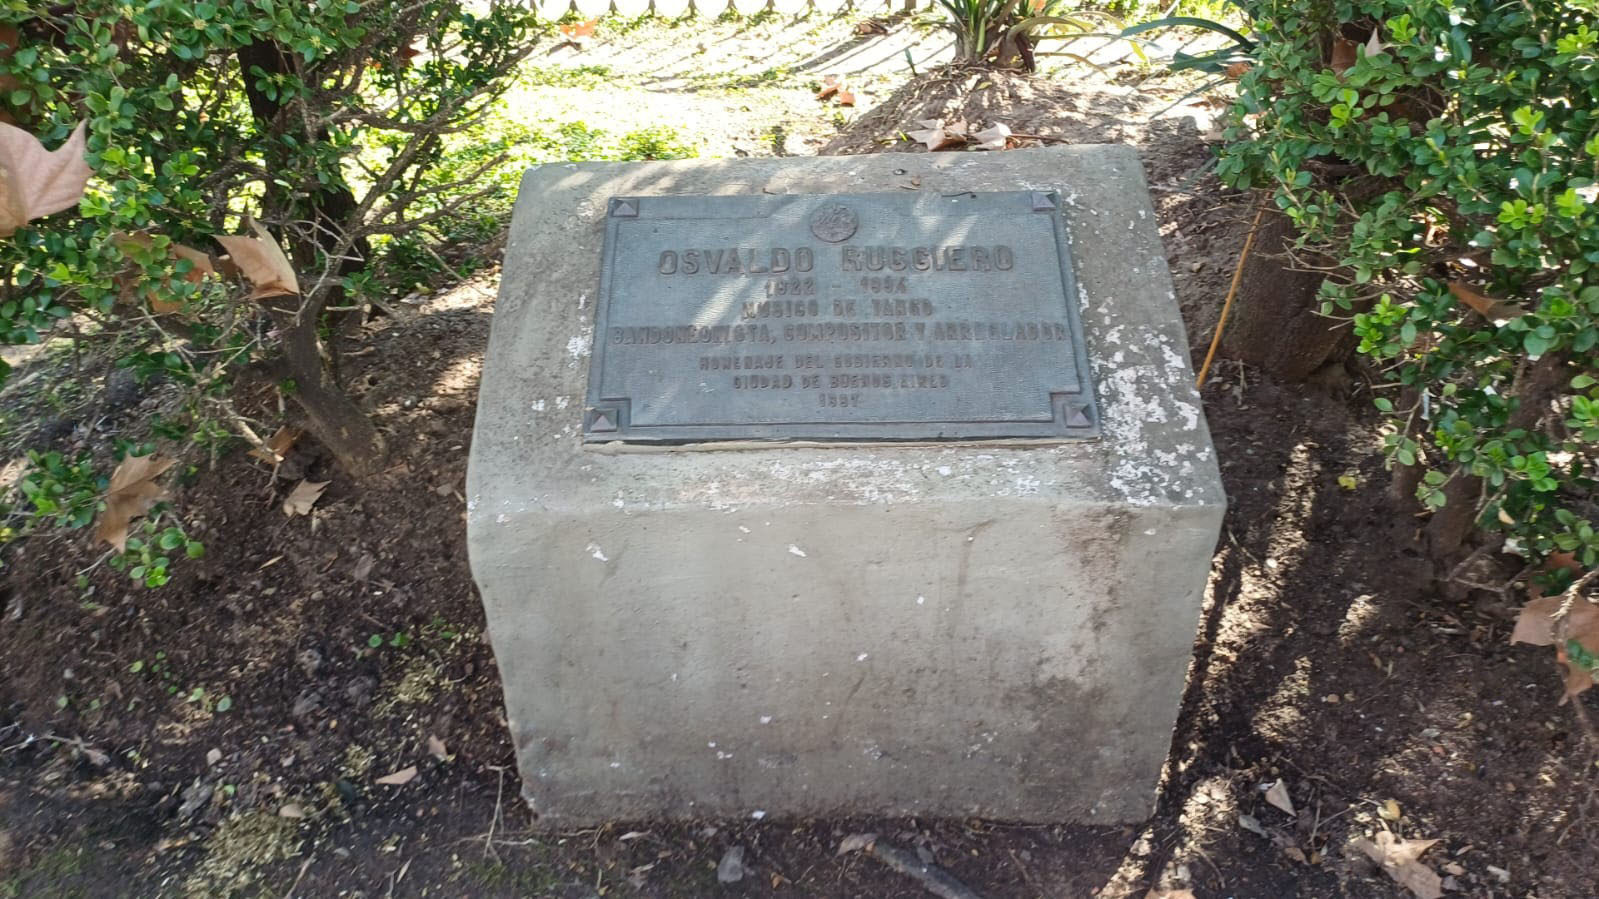 OSVALDO RUGGIERO
1922 - 1994
MUSICO DE TANGO
BANDONEONISTA, COMPOSITOR Y ARREGLADOR
HOMENAJE DEL GOBIERNO DE LA
CIUDAD DE BUENOS AIRES
1997